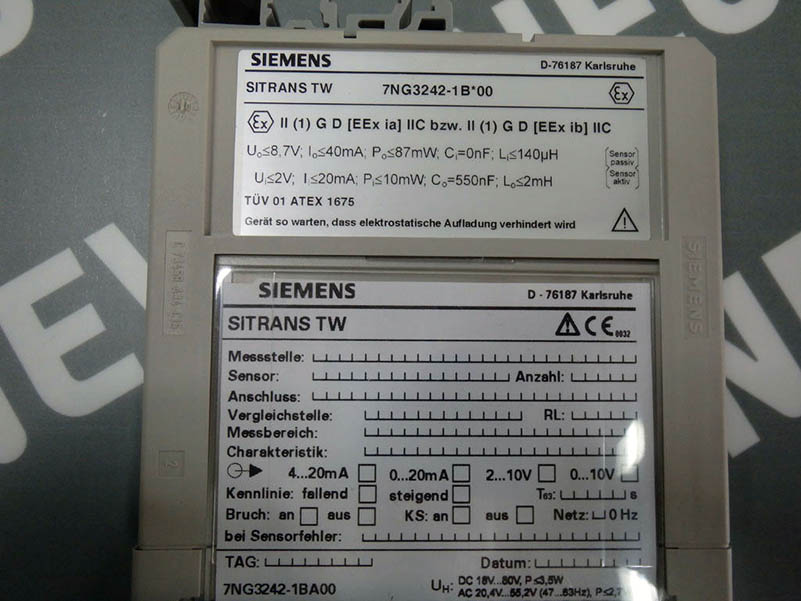 SIEMENS D-76187 Karlsruhe
SITRANS TW 7NG3242-1B*00 Ex
Ex II (1) G D [EEx ia] IIC bzw. II (1) G D [EEx ib] IIC
Uₒ≤8,7V; Iₒ≤40mA; Pₒ≤87mW; Cᵢ=0nF; Lᵢ≤140µH [Sensor passiv]
Uᵢ≤2V; Iᵢ≤20mA; Pᵢ≤10mW; Cₒ=550nF; Lₒ≤2mH [Sensor aktiv]
TÜV 01 ATEX 1675
Gerät so warten, dass elektrostatische Aufladung verhindert wird
SIEMENS
SIEMENS D - 76187 Karlsruhe
SITRANS TW CE 0032
Messstelle:
Sensor: Anzahl:
Anschluss:
Vergleichstelle: RL:
Messbereich:
Charakteristik:
4...20mA 0...20mA 2...10V 0...10V
Kennlinie: fallend steigend T63: s
Bruch: an aus KS: an aus Netz: 0 Hz
bei Sensorfehler:
TAG: Datum:
7NG3242-1BA00 UH: DC 18V...80V, P≤3,5W
AC 20,4V...55,2V (47...63Hz), P≤2,7
2